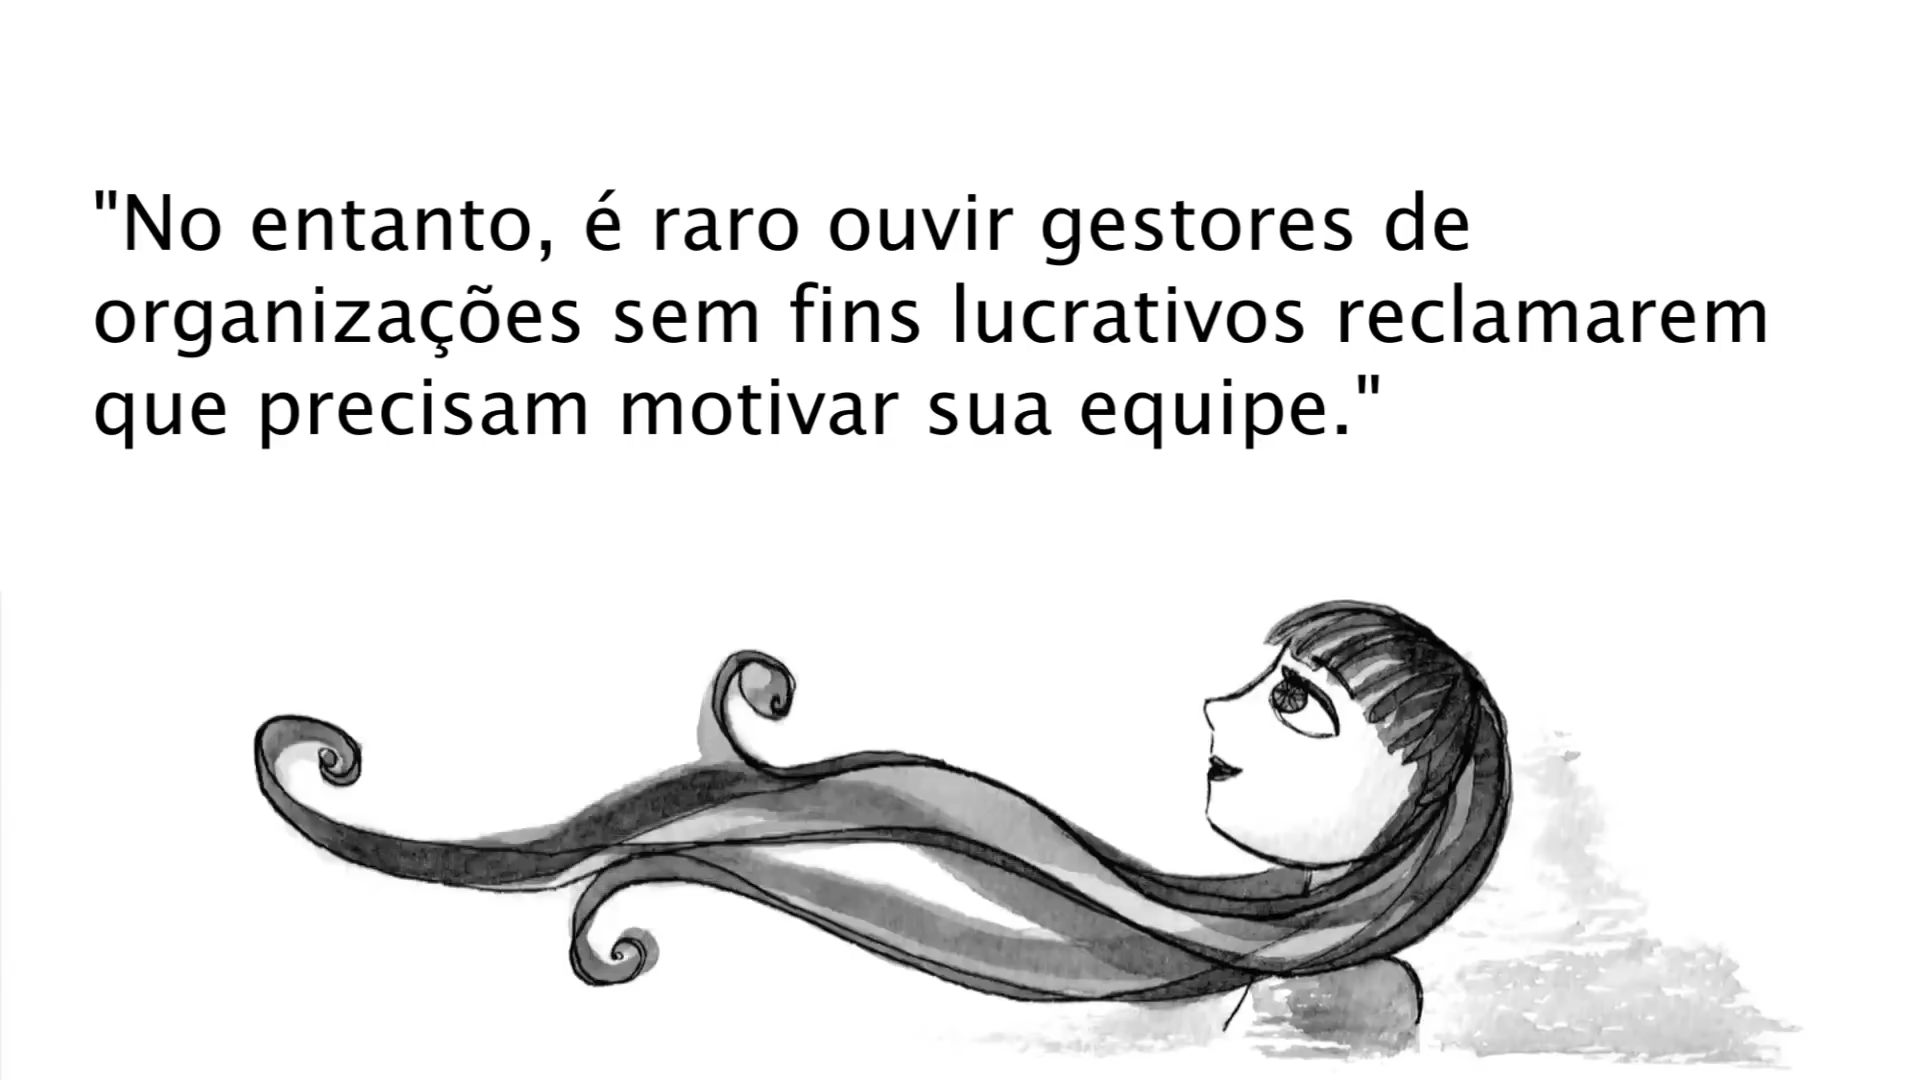 "No entanto, é raro ouvir gestores de
organizações sem fins lucrativos reclamarem
que precisam motivar sua equipe."